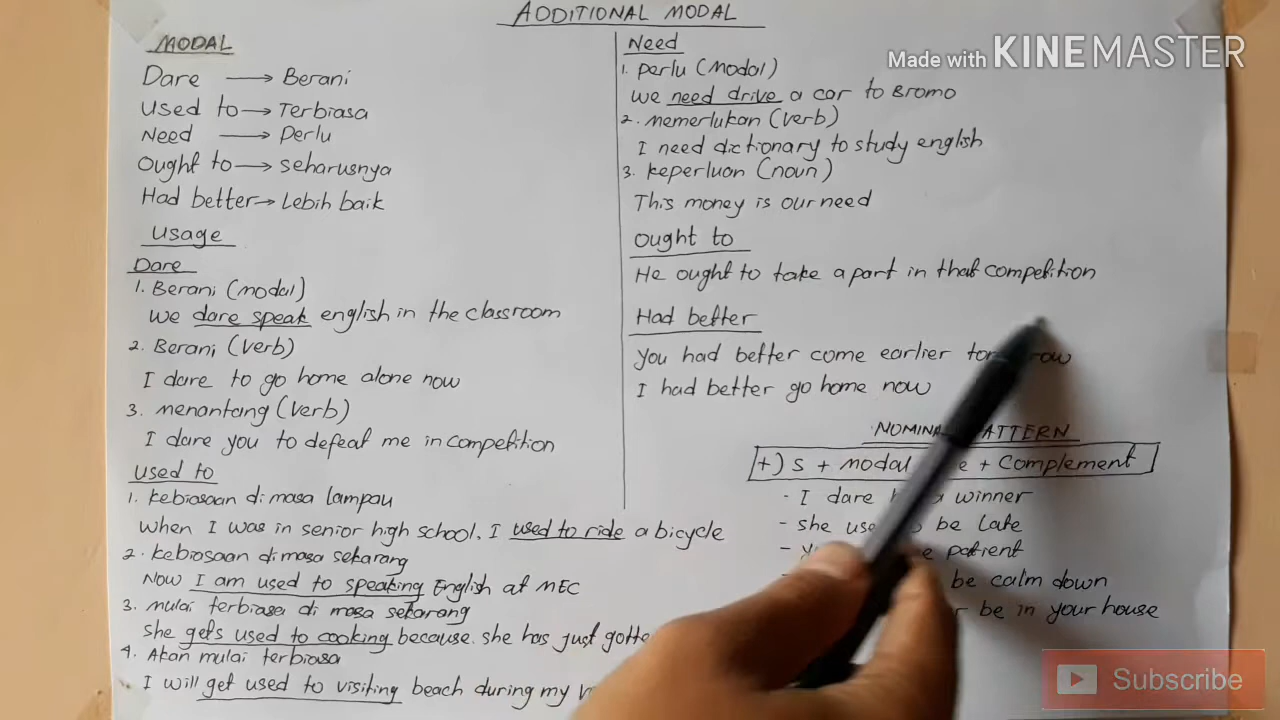 ADDITIONAL MODAL
MODAL
Dare → Berani
Used to → Terbiasa
Need → Perlu
Ought to → seharusnya
Had better → Lebih baik
Usage
Dare
1. Berani (modal)
We dare speak english in the classroom
2. Berani (Verb)
I dare to go home alone now
3. menantang (Verb)
I dare you to defeat me in competition
Used to
1. kebiasaan di masa lampau
When I was in senior high school, I used to ride a bicycle
2. kebiasaan di masa sekarang
Now I am used to speaking English at MEC
3. mulai terbiasa di masa sekarang
She gets used to cooking because. she has just
4. Akan mulai terbiasa
I will get used to visiting beach during my
Need
1. perlu (Modal)
We need drive a car to Bromo
2. memerlukan (verb)
I need dictionary to study english
3. keperluan (noun)
This money is our need
Ought to
He ought to take a part in that competition
Had better
You had better come earlier
I had better go home now
+) S + modal + Complement
- I dare winner
- she be late
- patient
be calm down
be in your house
Made with KINEMASTER
Subscribe